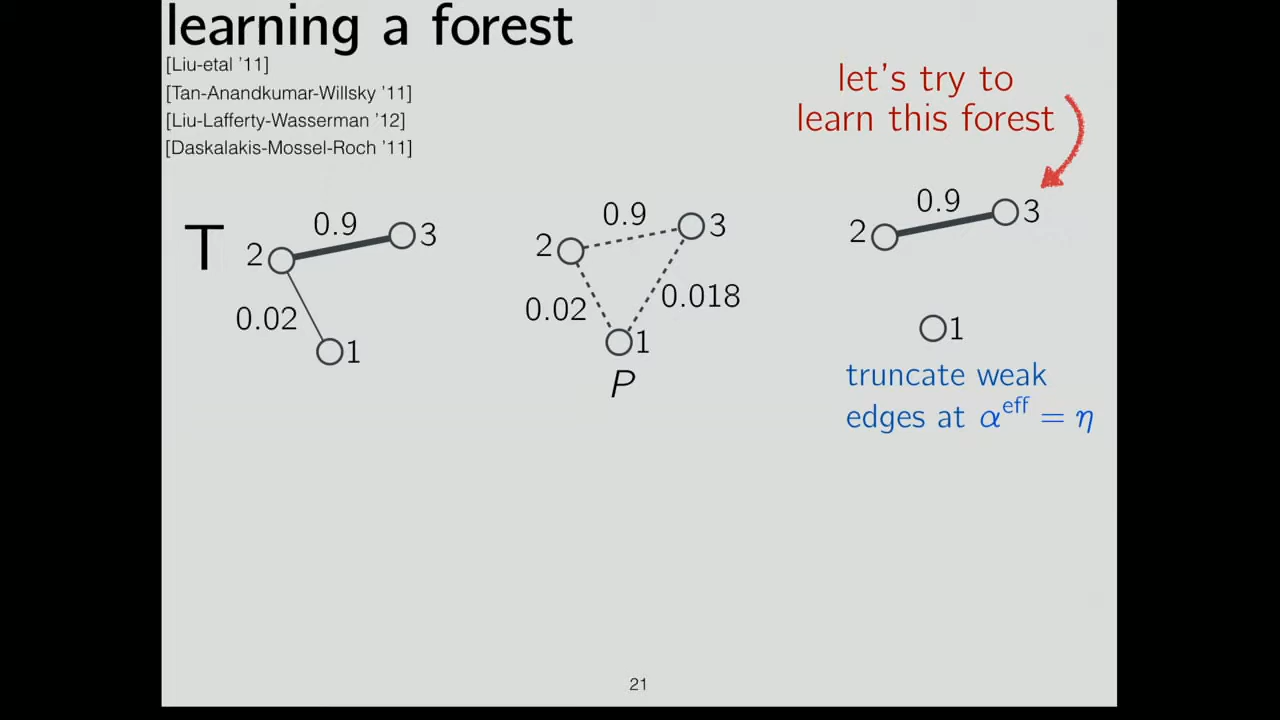 learning a forest
[Liu-etal '11]
[Tan-Anandkumar-Willsky '11]
[Liu-Lafferty-Wasserman '12]
[Daskalakis-Mossel-Roch '11]
let's try to
learn this forest
T
0.9
2
3
0.02
1
0.9
2
3
0.02
0.018
1
P
0.9
2
3
1
truncate weak
edges at α^eff = η
21